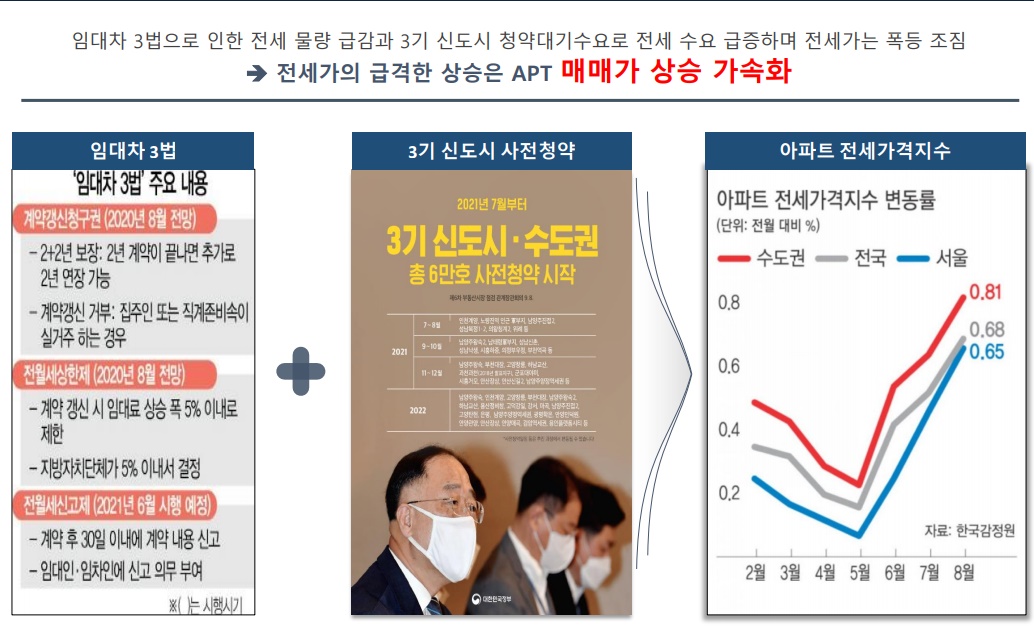 임대차 3법으로 인한 전세 물량 급감과 3기 신도시 청약대기수요로 전세 수요 급증하며 전세가는 폭등 조짐
➔ 전세가의 급격한 상승은 APT 매매가 상승 가속화
임대차 3법
'임대차 3법' 주요 내용
계약갱신청구권 (2020년 8월 전망)
– 2+2년 보장: 2년 계약이 끝나면 추가로
2년 연장 가능
– 계약갱신 거부: 집주인 또는 직계존비속이
실거주 하는 경우
전월세상한제 (2020년 8월 전망)
– 계약 갱신 시 임대료 상승 폭 5% 이내로
제한
– 지방자치단체가 5% 이내서 결정
전월세신고제 (2021년 6월 시행 예정)
– 계약 후 30일 이내에 계약 내용 신고
– 임대인·임차인에 신고 의무 부여
※( )는 시행시기
+
3기 신도시 사전청약
2021년 7월부터
3기 신도시·수도권
총 6만호 사전청약 시작
2021
7~8월
9~10월
11~12월
2022
대한민국정부
아파트 전세가격지수
아파트 전세가격지수 변동률
(단위: 전월 대비 %)
수도권 전국 서울
0.81
0.8
0.68
0.65
0.6
0.4
0.2
자료: 한국감정원
2월 3월 4월 5월 6월 7월 8월